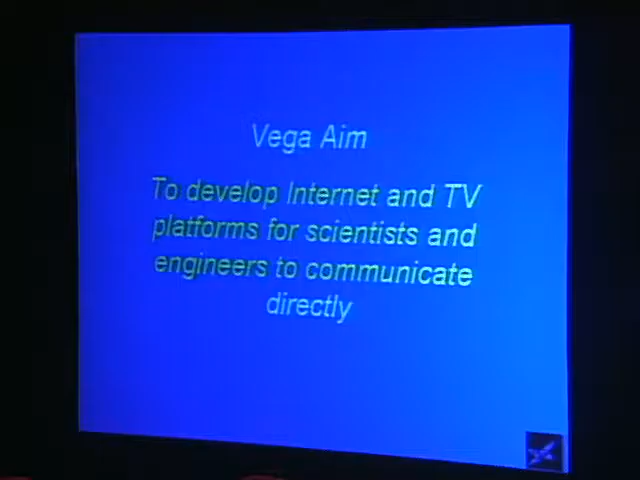 Vega Aim
To develop Internet and TV
platforms for scientists and
engineers to communicate
directly